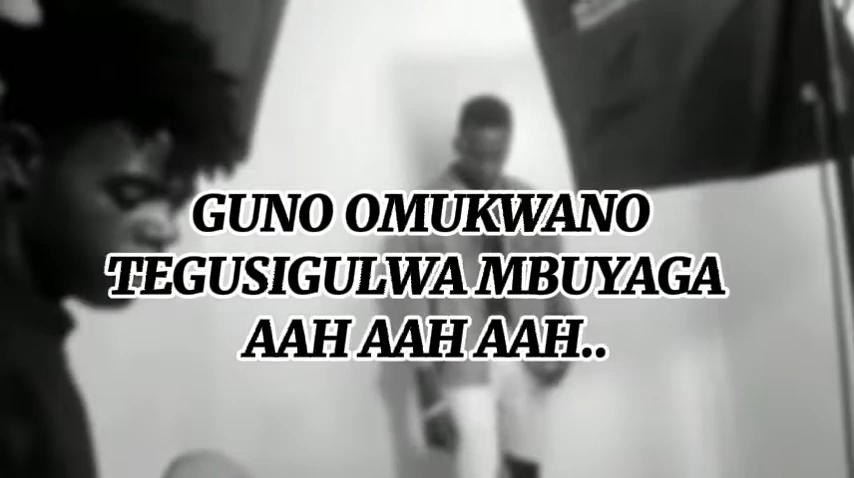 GUNO OMUKWANO
TEGUSIGULWA MBUYAGA
AAH AAH AAH..